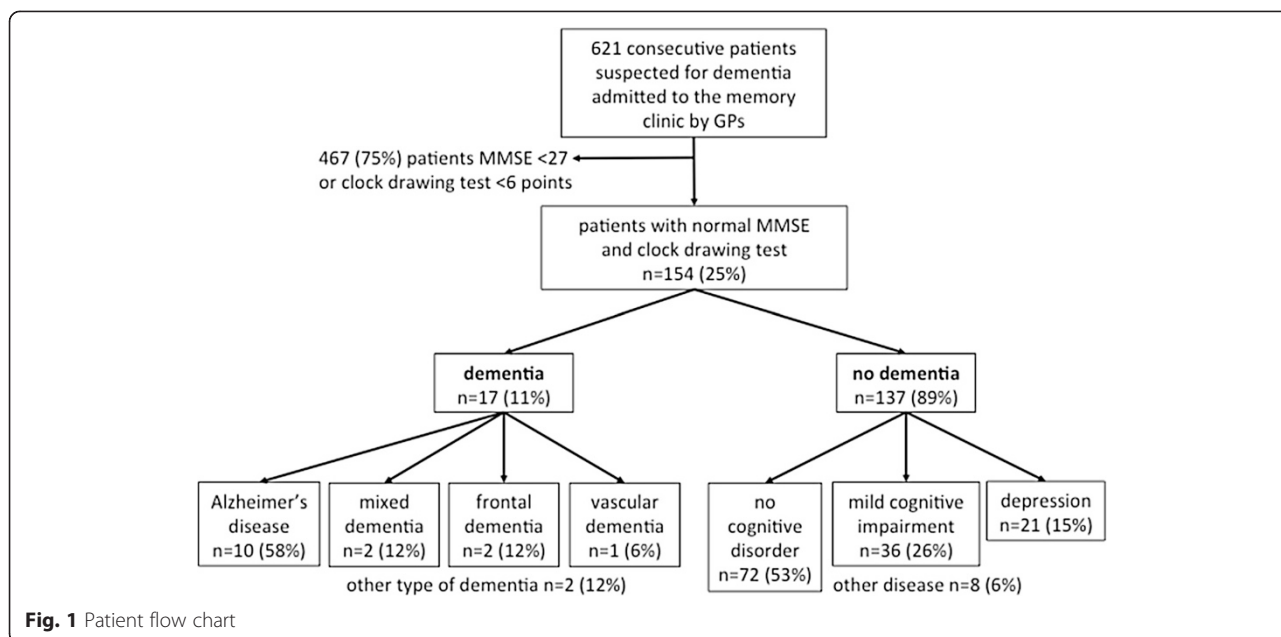 621 consecutive patients
suspected for dementia
admitted to the memory
clinic by GPs
467 (75%) patients MMSE <27
or clock drawing test <6 points
patients with normal MMSE
and clock drawing test
n=154 (25%)
dementia
n=17 (11%)
no dementia
n=137 (89%)
Alzheimer's
disease
n=10 (58%)
mixed
dementia
n=2 (12%)
frontal
dementia
n=2 (12%)
vascular
dementia
n=1 (6%)
other type of dementia n=2 (12%)
no
cognitive
disorder
n=72 (53%)
mild cognitive
impairment
n=36 (26%)
depression
n=21 (15%)
other disease n=8 (6%)
Fig. 1 Patient flow chart